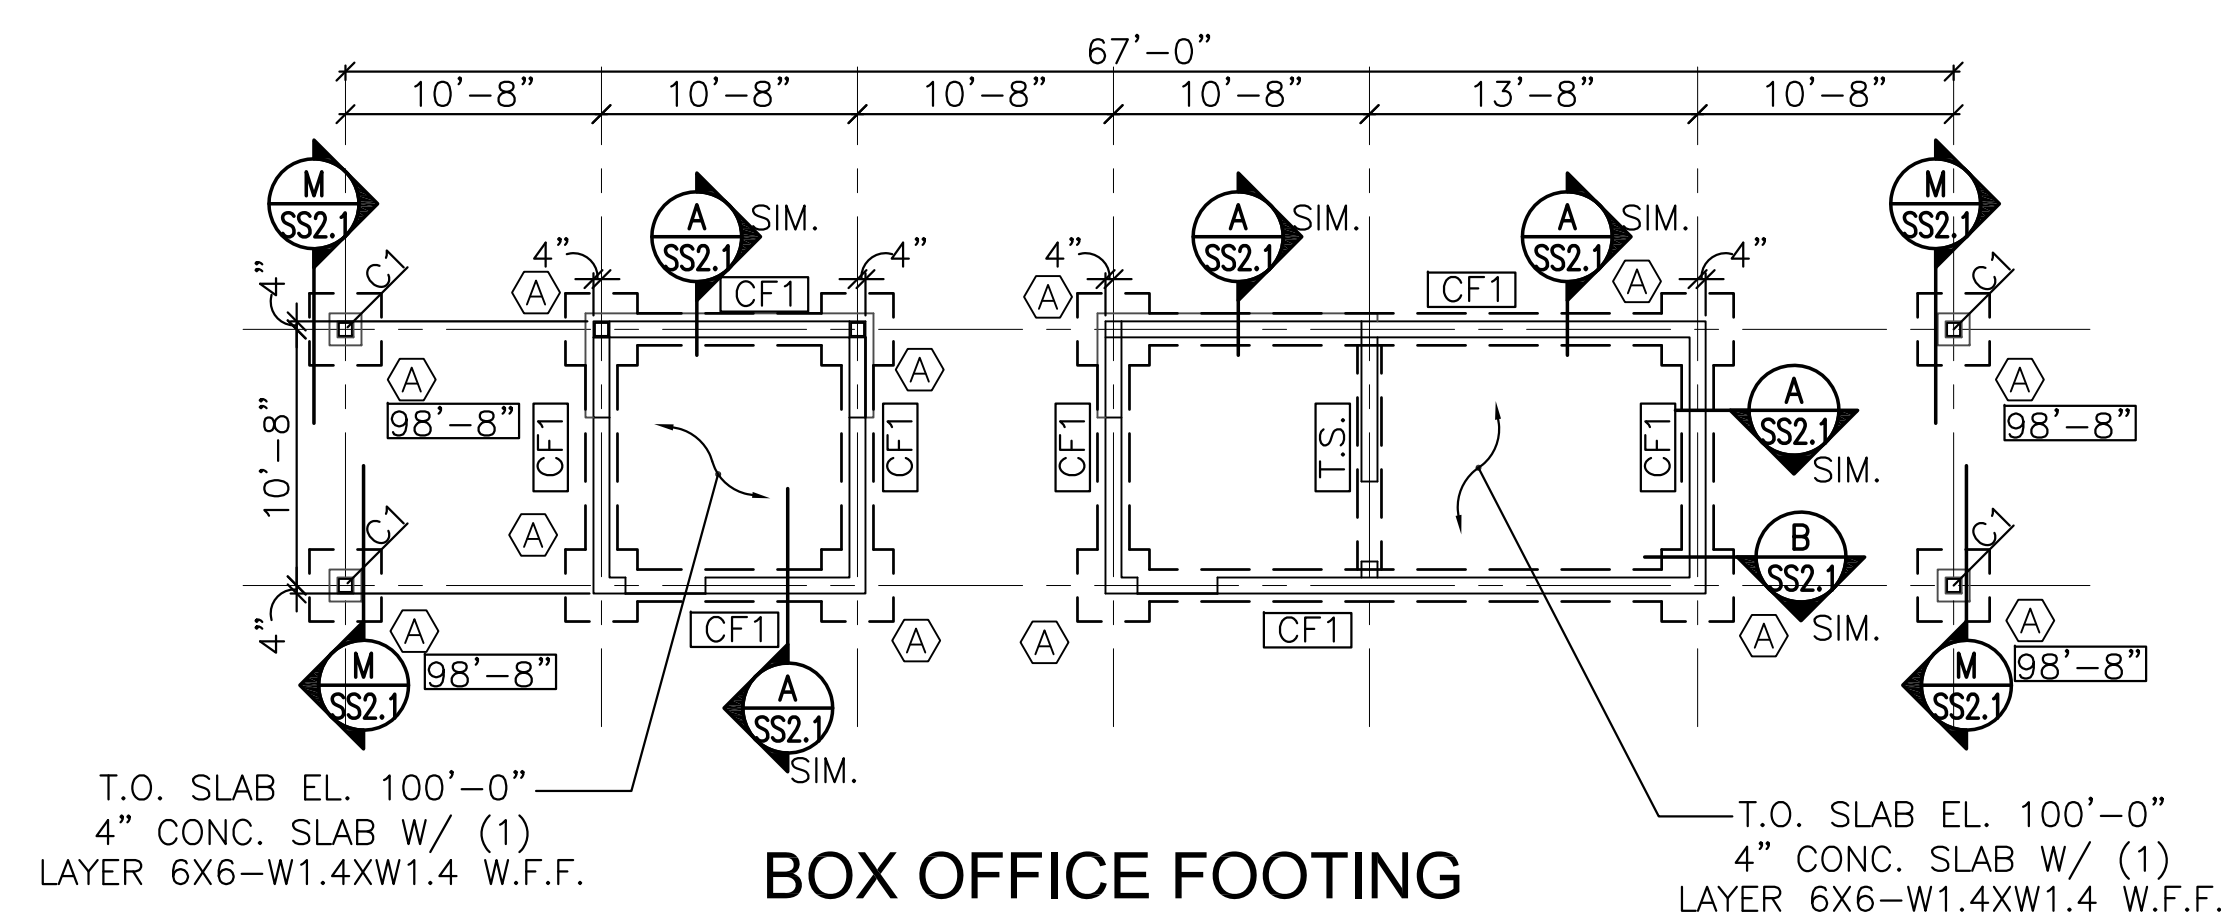 67'-0"
10'-8" 10'-8" 10'-8" 10'-8" 13'-8" 10'-8"
M
SS2.1
A
SS2.1
SIM.
A
SS2.1
SIM.
A
SS2.1
SIM.
M
SS2.1
4"
C1
A
4"
CF1
4"
A
4"
CF1
A
4"
C1
A
98'-8"
A
A
98'-8"
10'-8"
CF1
CF1
CF1
T.S.
CF1
A
SS2.1
SIM.
C1
A
B
SS2.1
SIM.
C1
4"
A
98'-8"
CF1
A
A
CF1
A
A
98'-8"
M
SS2.1
A
SS2.1
SIM.
M
SS2.1
T.O. SLAB EL. 100'-0"
4" CONC. SLAB W/ (1)
LAYER 6X6-W1.4XW1.4 W.F.F.
BOX OFFICE FOOTING
T.O. SLAB EL. 100'-0"
4" CONC. SLAB W/ (1)
LAYER 6X6-W1.4XW1.4 W.F.F.